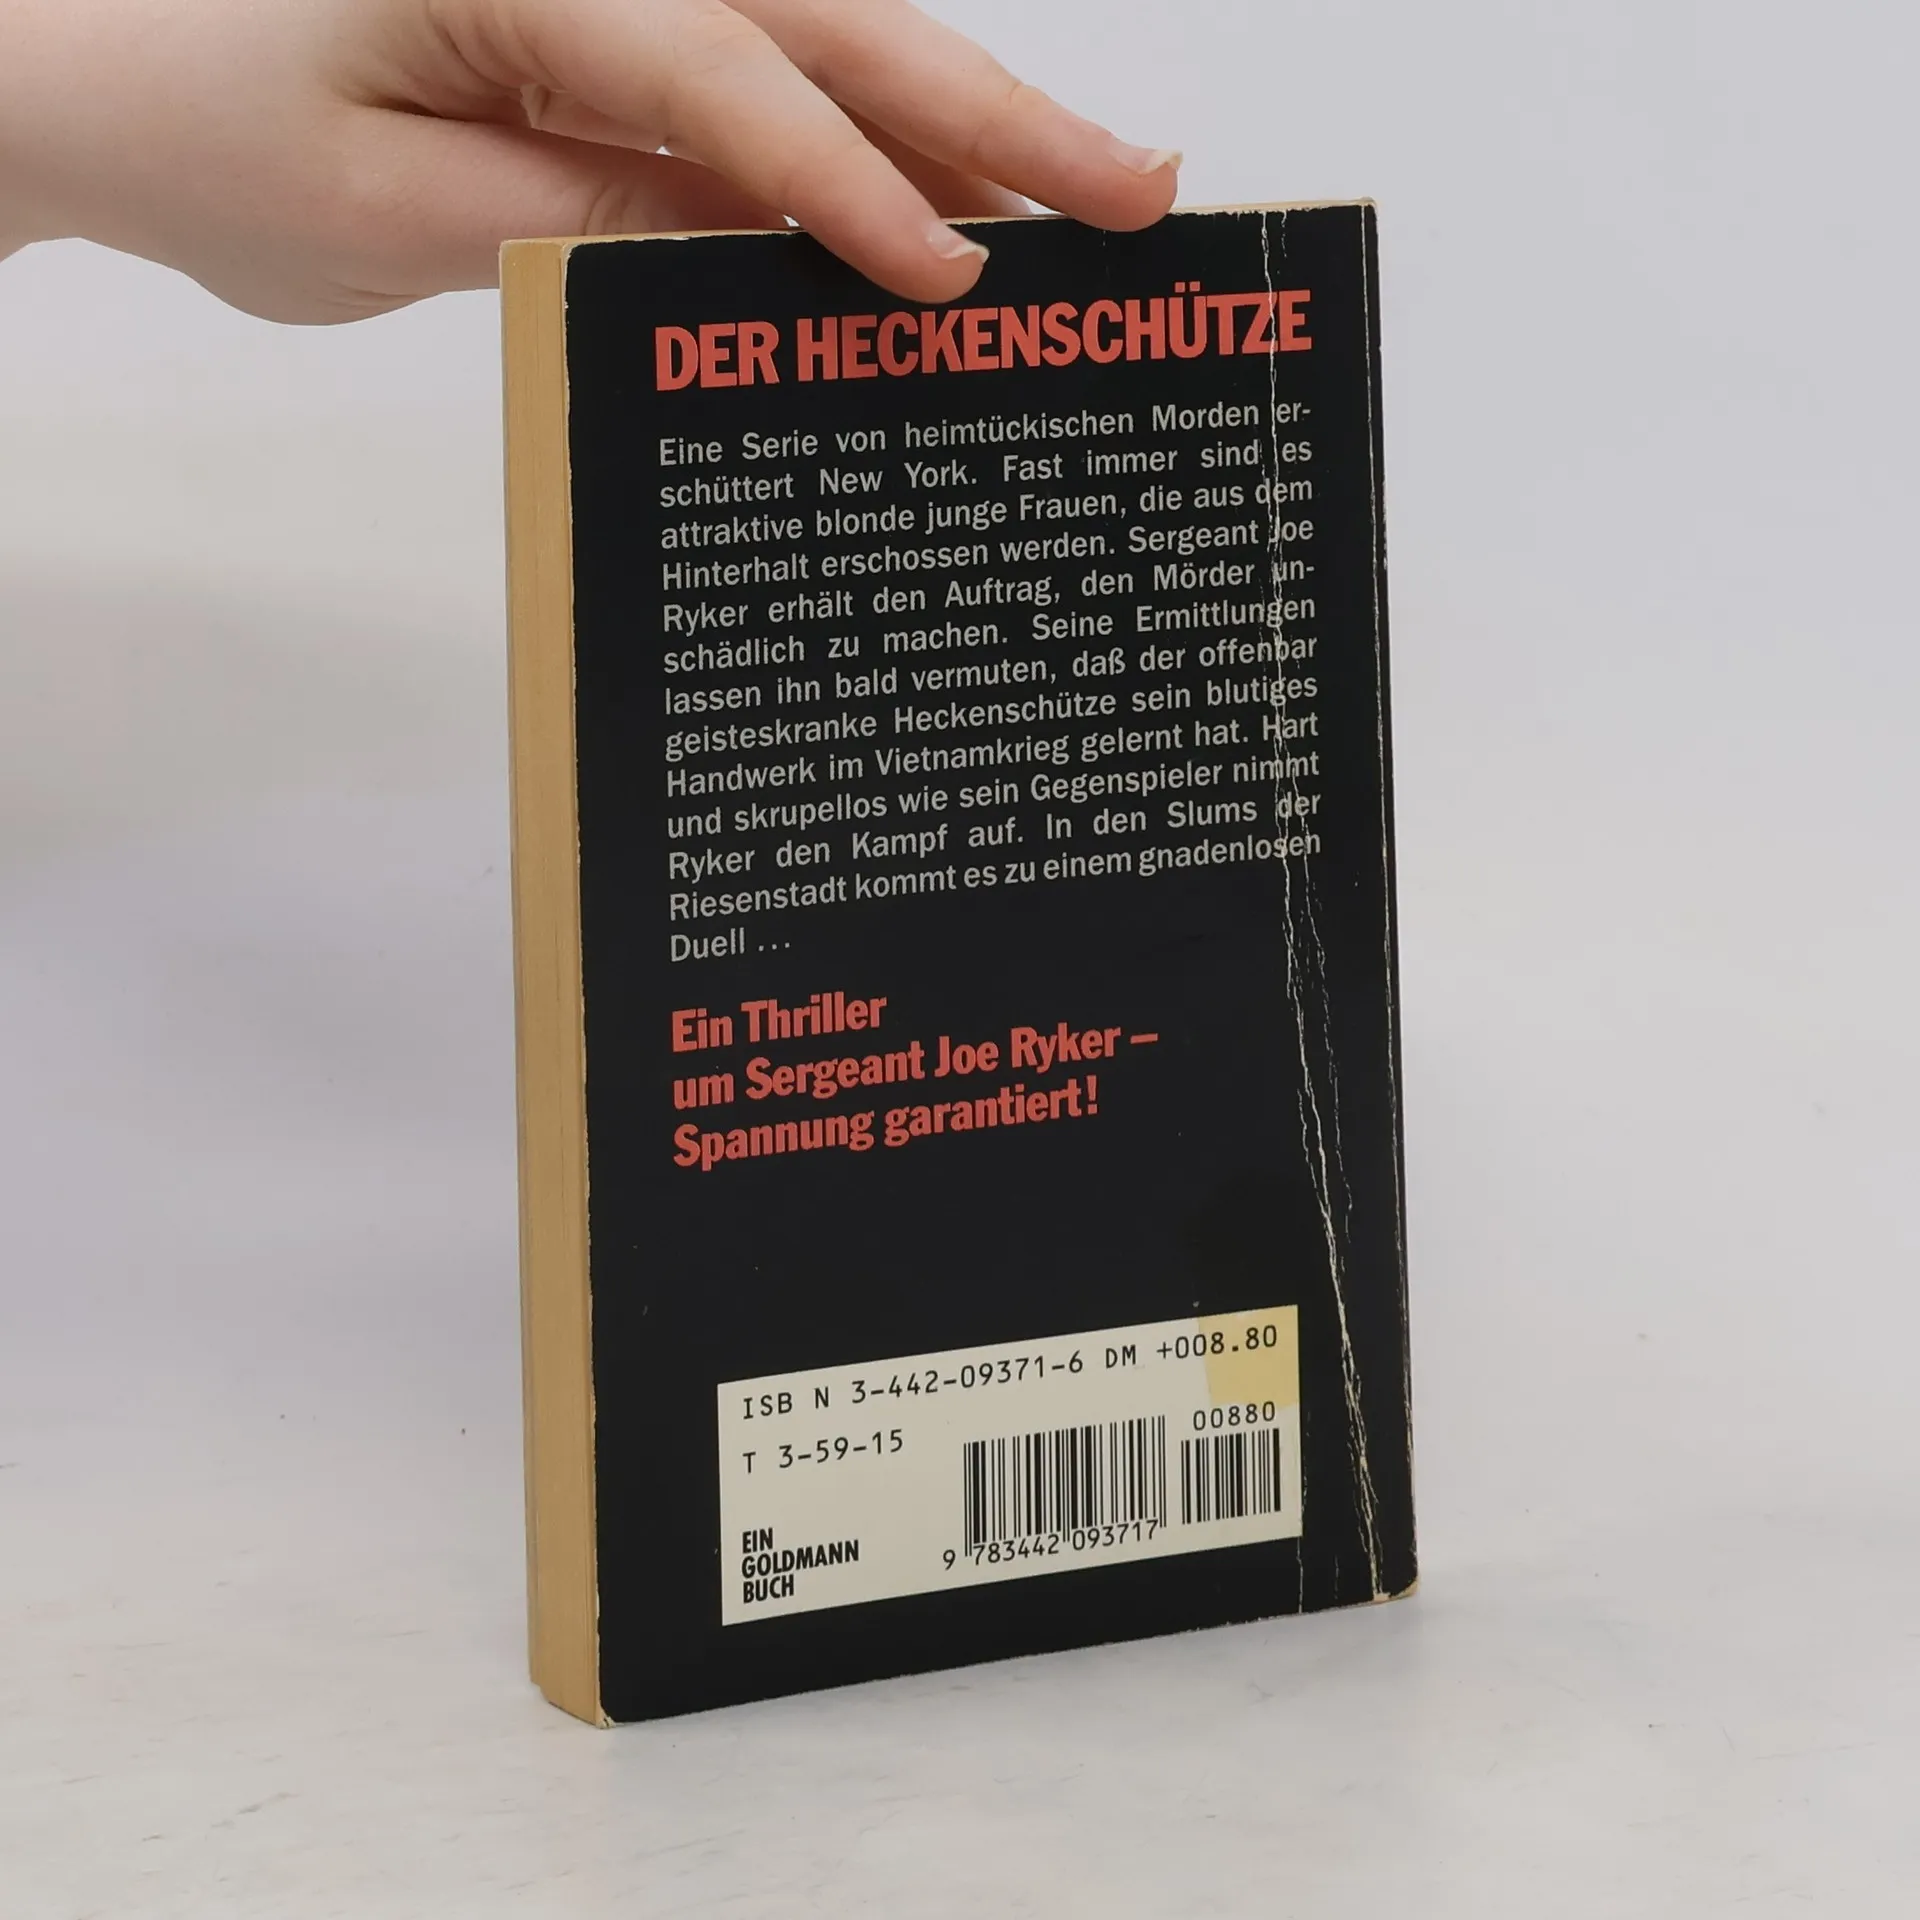 DER HECKENSCHÜTZE
Eine Serie von heimtückischen Morden er-
schüttert New York. Fast immer sind es
attraktive blonde junge Frauen, die aus dem
Hinterhalt erschossen werden. Sergeant Joe
Ryker erhält den Auftrag, den Mörder un-
schädlich zu machen. Seine Ermittlungen
lassen ihn bald vermuten, daß der offenbar
geisteskranke Heckenschütze sein blutiges
Handwerk im Vietnamkrieg gelernt hat. Hart
und skrupellos wie sein Gegenspieler nimmt
Ryker den Kampf auf. In den Slums der
Riesenstadt kommt es zu einem gnadenlosen
Duell ...
Ein Thriller
um Sergeant Joe Ryker –
Spannung garantiert!
ISB N 3-442-09371-6 DM +008.80
T 3-59-15
00880
EIN
GOLDMANN
BUCH
9 783442 093717